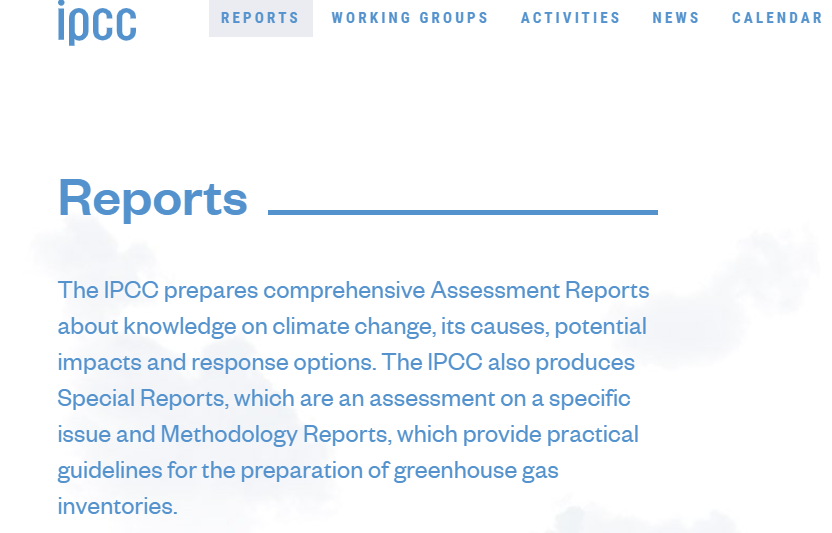 ipcc
REPORTS WORKING GROUPS ACTIVITIES NEWS CALENDAR
Reports
The IPCC prepares comprehensive Assessment Reports
about knowledge on climate change, its causes, potential
impacts and response options. The IPCC also produces
Special Reports, which are an assessment on a specific
issue and Methodology Reports, which provide practical
guidelines for the preparation of greenhouse gas
inventories.